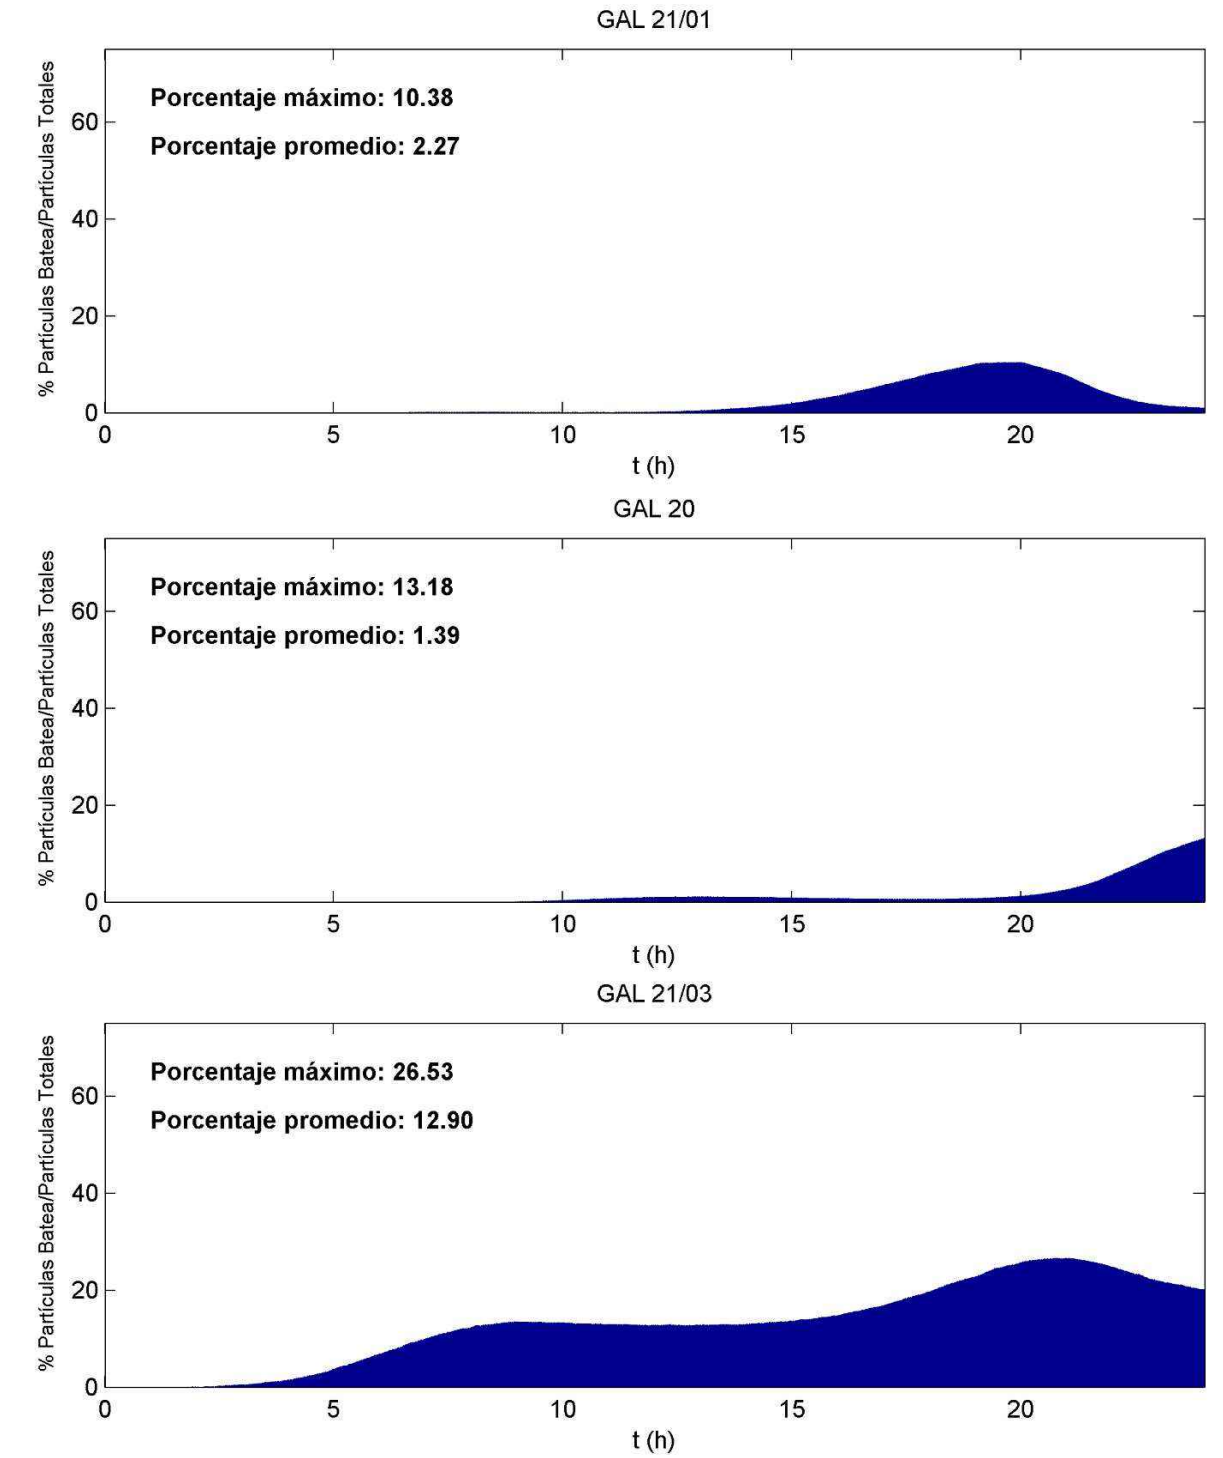 GAL 21/01
% Partículas Batea/Partículas Totales
Porcentaje máximo: 10.38
Porcentaje promedio: 2.27
60
40
20
0
0 5 10 15 20
t (h)
GAL 20
% Partículas Batea/Partículas Totales
Porcentaje máximo: 13.18
Porcentaje promedio: 1.39
60
40
20
0
0 5 10 15 20
t (h)
GAL 21/03
% Partículas Batea/Partículas Totales
Porcentaje máximo: 26.53
Porcentaje promedio: 12.90
60
40
20
0
0 5 10 15 20
t (h)